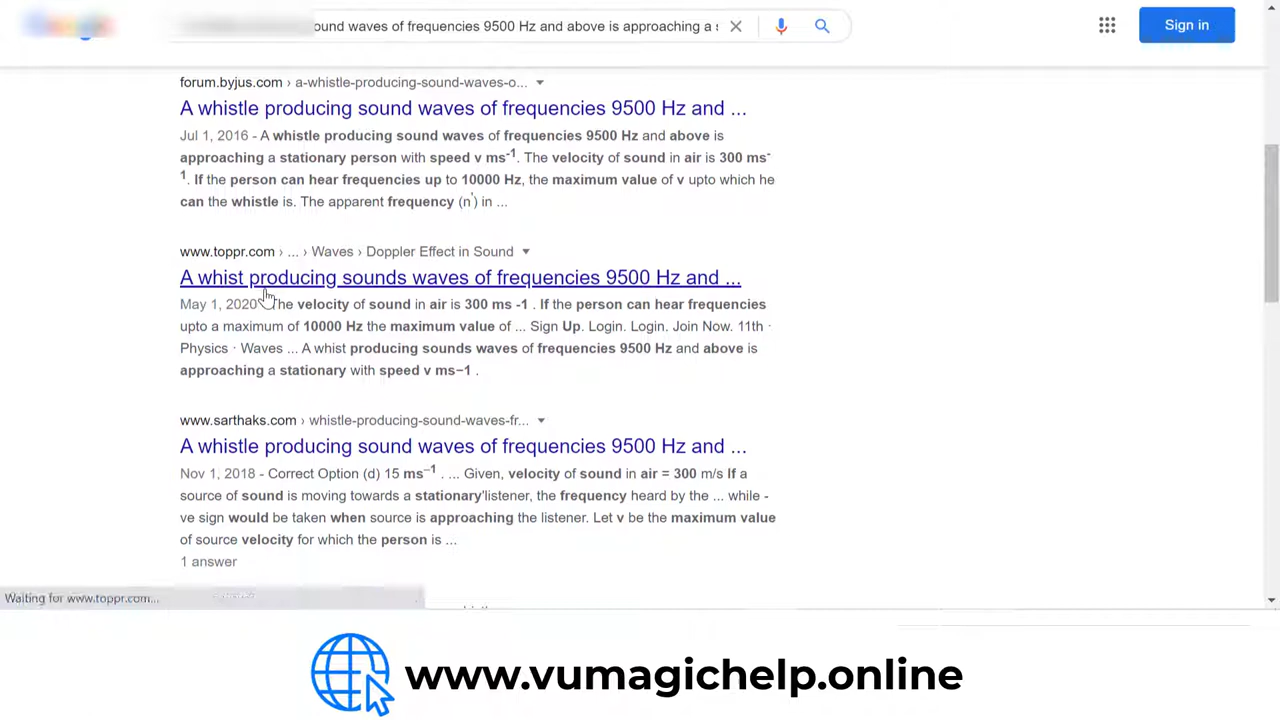 ound waves of frequencies 9500 Hz and above is approaching a s
Sign in
forum.byjus.com › a-whistle-producing-sound-waves-o...
A whistle producing sound waves of frequencies 9500 Hz and ...
Jul 1, 2016 - A whistle producing sound waves of frequencies 9500 Hz and above is
approaching a stationary person with speed v ms-1. The velocity of sound in air is 300 ms-
1. If the person can hear frequencies up to 10000 Hz, the maximum value of v upto which he
can the whistle is. The apparent frequency (n') in ...
www.toppr.com › ... › Waves › Doppler Effect in Sound
A whist producing sounds waves of frequencies 9500 Hz and ...
May 1, 2020 The velocity of sound in air is 300 ms -1 . If the person can hear frequencies
upto a maximum of 10000 Hz the maximum value of ... Sign Up. Login. Login. Join Now. 11th ·
Physics · Waves ... A whist producing sounds waves of frequencies 9500 Hz and above is
approaching a stationary with speed v ms−1 .
www.sarthaks.com › whistle-producing-sound-waves-fr...
A whistle producing sound waves of frequencies 9500 Hz and ...
Nov 1, 2018 - Correct Option (d) 15 ms−1 . ... Given, velocity of sound in air = 300 m/s If a
source of sound is moving towards a stationary'listener, the frequency heard by the ... while -
ve sign would be taken when source is approaching the listener. Let v be the maximum value
of source velocity for which the person is ...
1 answer
Waiting for www.toppr.com...
www.vumagichelp.online